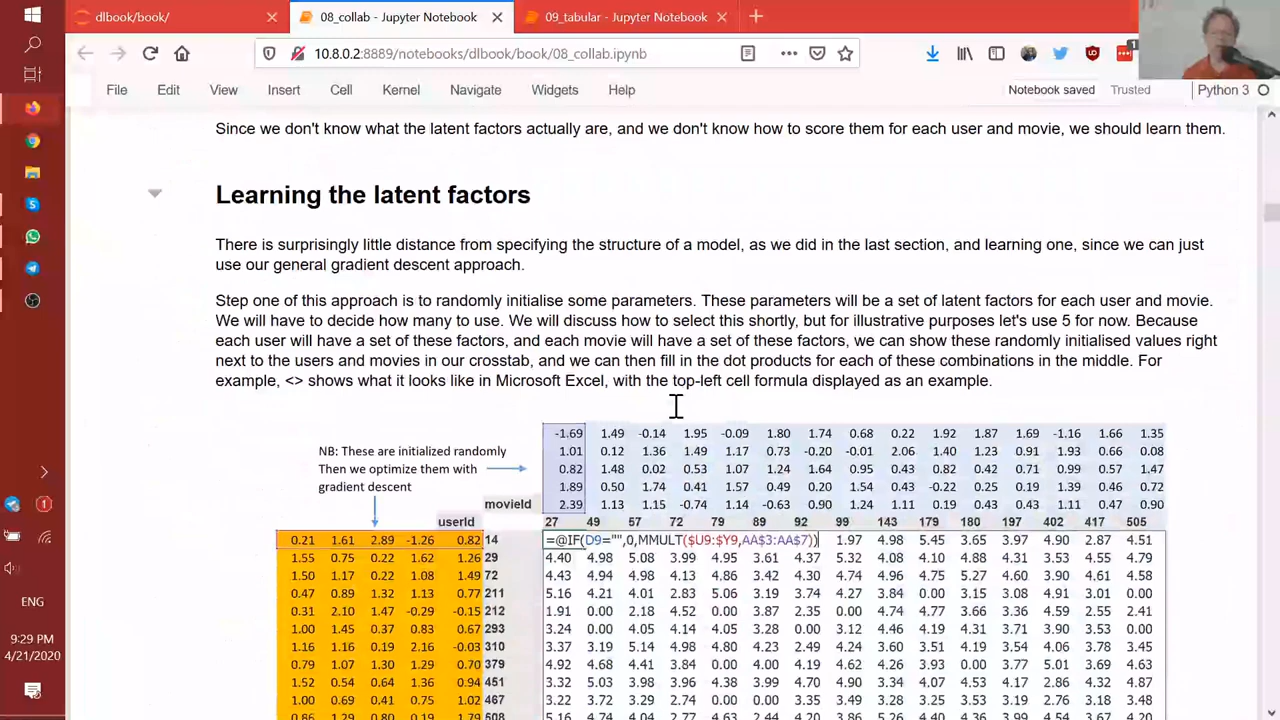 dlbook/book/
08_collab - Jupyter Notebook
09_tabular - Jupyter Notebook
10.8.0.2:8889/notebooks/dlbook/book/08_collab.ipynb
1
File Edit View Insert Cell Kernel Navigate Widgets Help
Notebook saved
Trusted
Python 3
Since we don't know what the latent factors actually are, and we don't know how to score them for each user and movie, we should learn them.
Learning the latent factors
There is surprisingly little distance from specifying the structure of a model, as we did in the last section, and learning one, since we can just
use our general gradient descent approach.
Step one of this approach is to randomly initialise some parameters. These parameters will be a set of latent factors for each user and movie.
We will have to decide how many to use. We will discuss how to select this shortly, but for illustrative purposes let's use 5 for now. Because
each user will have a set of these factors, and each movie will have a set of these factors, we can show these randomly initialised values right
next to the users and movies in our crosstab, and we can then fill in the dot products for each of these combinations in the middle. For
example, <> shows what it looks like in Microsoft Excel, with the top-left cell formula displayed as an example.
NB: These are initialized randomly
Then we optimize them with
gradient descent
-1.69 1.49 -0.14 1.95 -0.09 1.80 1.74 0.68 0.22 1.92 1.87 1.69 -1.16 1.66 1.35
1.01 0.12 1.36 1.49 1.17 0.73 -0.20 -0.01 2.06 1.40 1.23 0.91 1.93 0.66 0.08
0.82 1.48 0.02 0.53 1.07 1.24 1.64 0.95 0.43 0.82 0.42 0.71 0.99 0.57 1.47
1.89 0.50 1.74 0.41 1.57 0.49 0.20 1.54 0.43 -0.22 0.25 0.19 1.39 0.46 0.72
movieId 2.39 1.13 1.15 -0.74 1.14 -0.63 0.90 1.24 1.11 0.19 0.43 0.43 1.11 0.47 0.90
userId 27 49 57 72 79 89 92 99 143 179 180 197 402 417 505
0.21 1.61 2.89 -1.26 0.82 14 =@IF(D9="",0,MMULT($U9:$Y9,AA$3:AA$7)) 1.97 4.98 5.45 3.65 3.97 4.90 2.87 4.51
1.55 0.75 0.22 1.62 1.26 29 4.40 4.98 5.08 3.99 4.95 3.61 4.37 5.32 4.08 4.10 4.88 4.31 3.53 4.51 4.79
1.50 1.17 0.22 1.08 1.49 72 4.43 4.94 4.98 4.13 4.86 3.42 4.30 4.74 4.96 4.75 5.27 4.60 3.90 4.61 4.58
0.47 0.89 1.32 1.13 0.77 211 5.16 4.21 4.01 2.83 5.06 3.19 3.74 4.27 3.84 0.00 3.15 3.08 4.91 3.01 0.00
0.31 2.10 1.47 -0.29 -0.15 212 1.91 0.00 2.18 4.52 0.00 3.87 2.35 0.00 4.74 4.77 3.66 3.36 4.59 2.55 2.41
1.00 1.45 0.37 0.83 0.67 293 3.24 0.00 4.05 4.14 4.05 3.28 0.00 3.12 4.46 4.19 4.31 3.71 3.90 3.53 0.00
1.16 1.16 0.19 2.16 -0.03 310 3.37 3.19 5.14 4.98 4.80 4.23 2.49 4.24 3.60 3.51 4.19 3.54 4.06 3.78 3.45
0.79 1.07 1.30 1.29 0.70 379 4.92 4.68 4.41 3.84 0.00 4.00 4.19 4.62 4.26 3.93 0.00 3.77 5.01 3.69 4.63
1.52 0.54 0.64 1.36 0.94 451 3.32 5.03 3.98 3.96 4.33 3.99 4.70 4.90 3.34 4.07 4.53 4.17 2.86 4.32 4.87
1.00 0.69 0.41 0.75 1.02 467 3.22 3.72 3.29 2.74 0.00 0.00 3.35 3.49 3.28 3.25 3.53 3.19 2.76 3.18 3.48
ENG
9:29 PM
4/21/2020